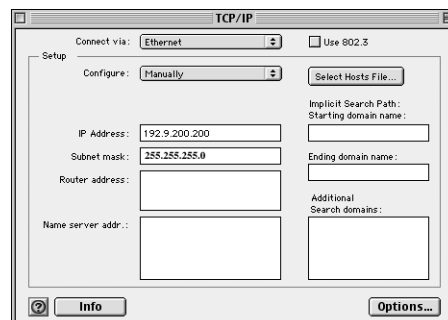 TCP/IP
Connect via: Ethernet
Use 802.3
Setup
Configure: Manually
Select Hosts File...
Implicit Search Path:
Starting domain name:
IP Address: 192.9.200.200
Subnet mask: 255.255.255.0
Ending domain name:
Router address:
Additional
Search domains:
Name server addr.:
? Info
Options...